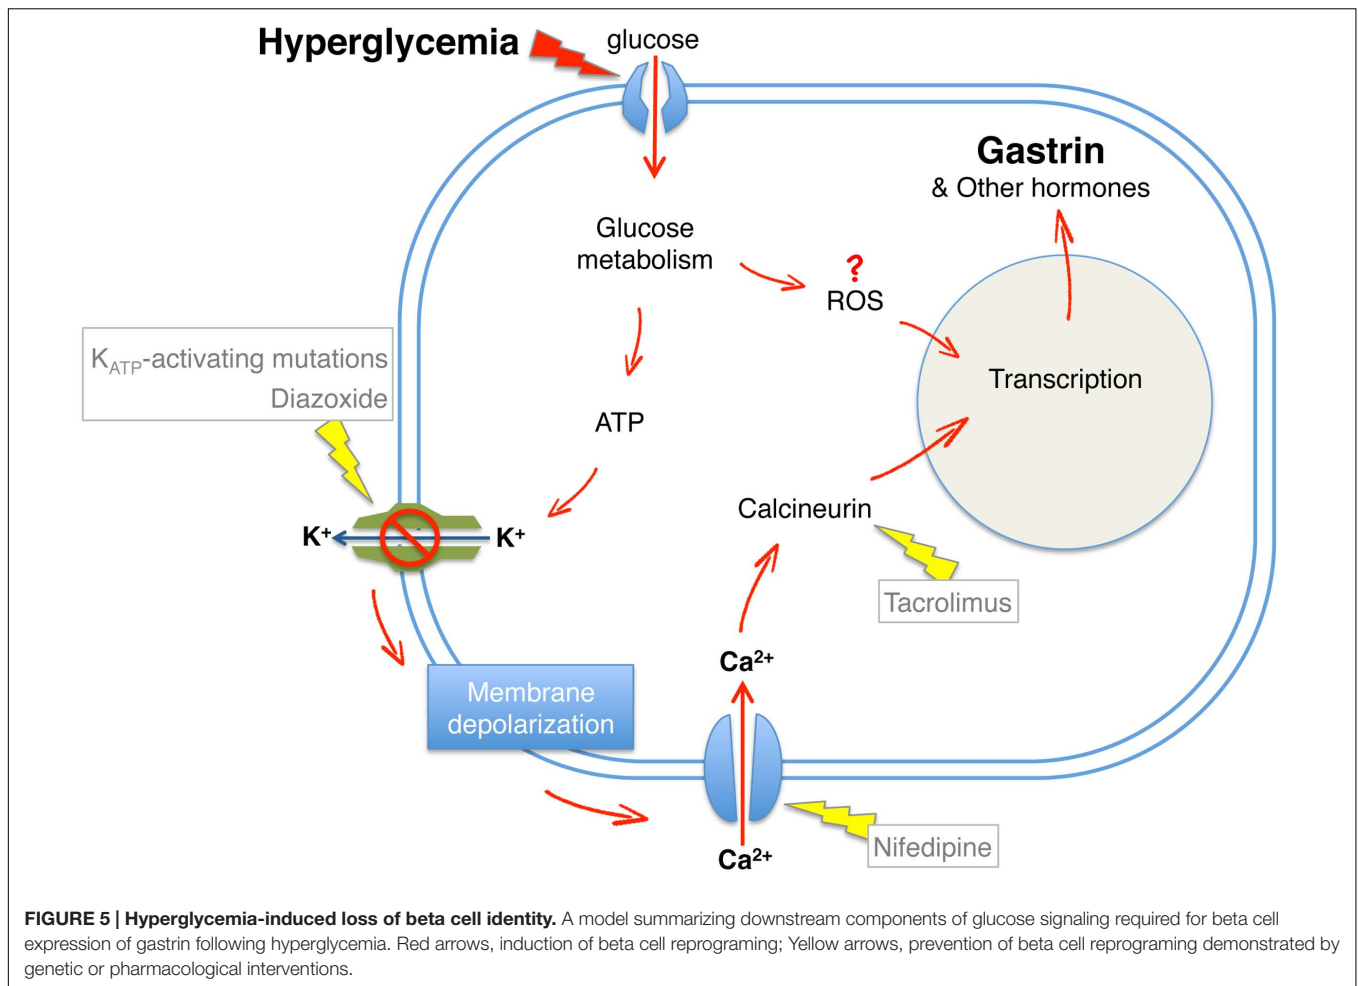 Hyperglycemia
glucose
Gastrin
& Other hormones
Glucose
metabolism
?
ROS
K_ATP-activating mutations
Diazoxide
Transcription
ATP
Calcineurin
K⁺
K⁺
Tacrolimus
Ca²⁺
Membrane
depolarization
Nifedipine
Ca²⁺
FIGURE 5 | Hyperglycemia-induced loss of beta cell identity. A model summarizing downstream components of glucose signaling required for beta cell
expression of gastrin following hyperglycemia. Red arrows, induction of beta cell reprograming; Yellow arrows, prevention of beta cell reprograming demonstrated by
genetic or pharmacological interventions.